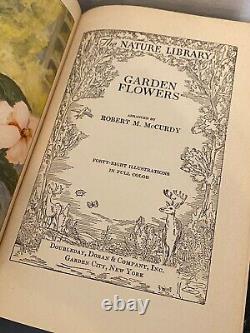 The NATURE LIBRARY
GARDEN
FLOWERS
ARRANGED BY
ROBERT M. McCURDY
FORTY-EIGHT ILLUSTRATIONS
IN FULL COLOR
DOUBLEDAY, DORAN & COMPANY, INC.
GARDEN CITY, NEW YORK